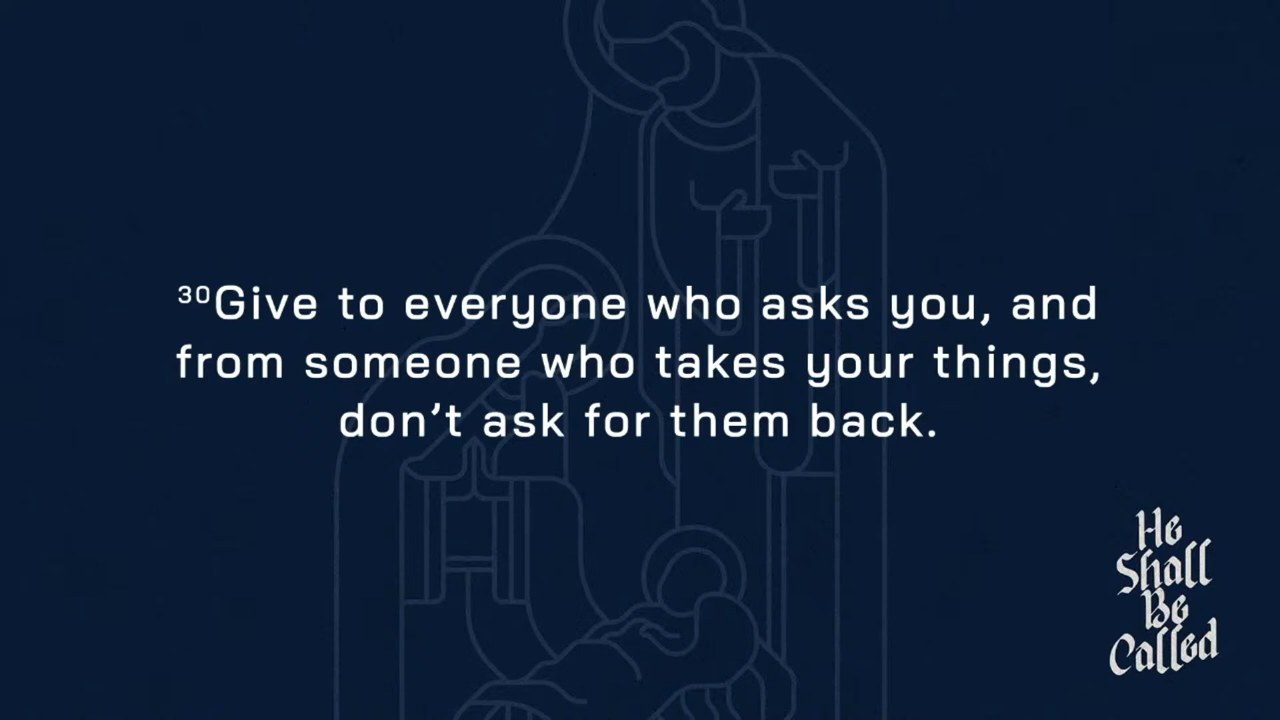 ³⁰Give to everyone who asks you, and
from someone who takes your things,
don’t ask for them back.
He
Shall
Be
Called